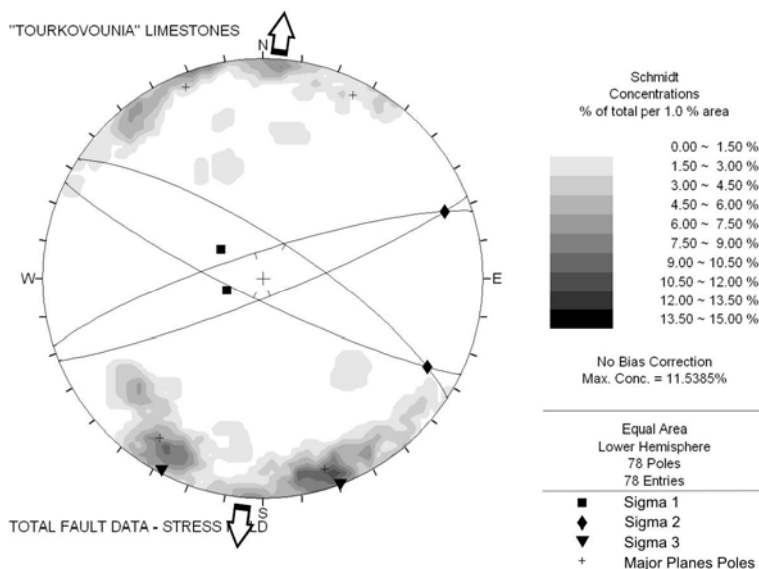 "TOURKOVOUNIA" LIMESTONES
N
W
E
S
TOTAL FAULT DATA - STRESS LD
Schmidt
Concentrations
% of total per 1.0 % area
0.00 ~ 1.50 %
1.50 ~ 3.00 %
3.00 ~ 4.50 %
4.50 ~ 6.00 %
6.00 ~ 7.50 %
7.50 ~ 9.00 %
9.00 ~ 10.50 %
10.50 ~ 12.00 %
12.00 ~ 13.50 %
13.50 ~ 15.00 %
No Bias Correction
Max. Conc. = 11.5385%
Equal Area
Lower Hemisphere
78 Poles
78 Entries
Sigma 1
Sigma 2
Sigma 3
Major Planes Poles